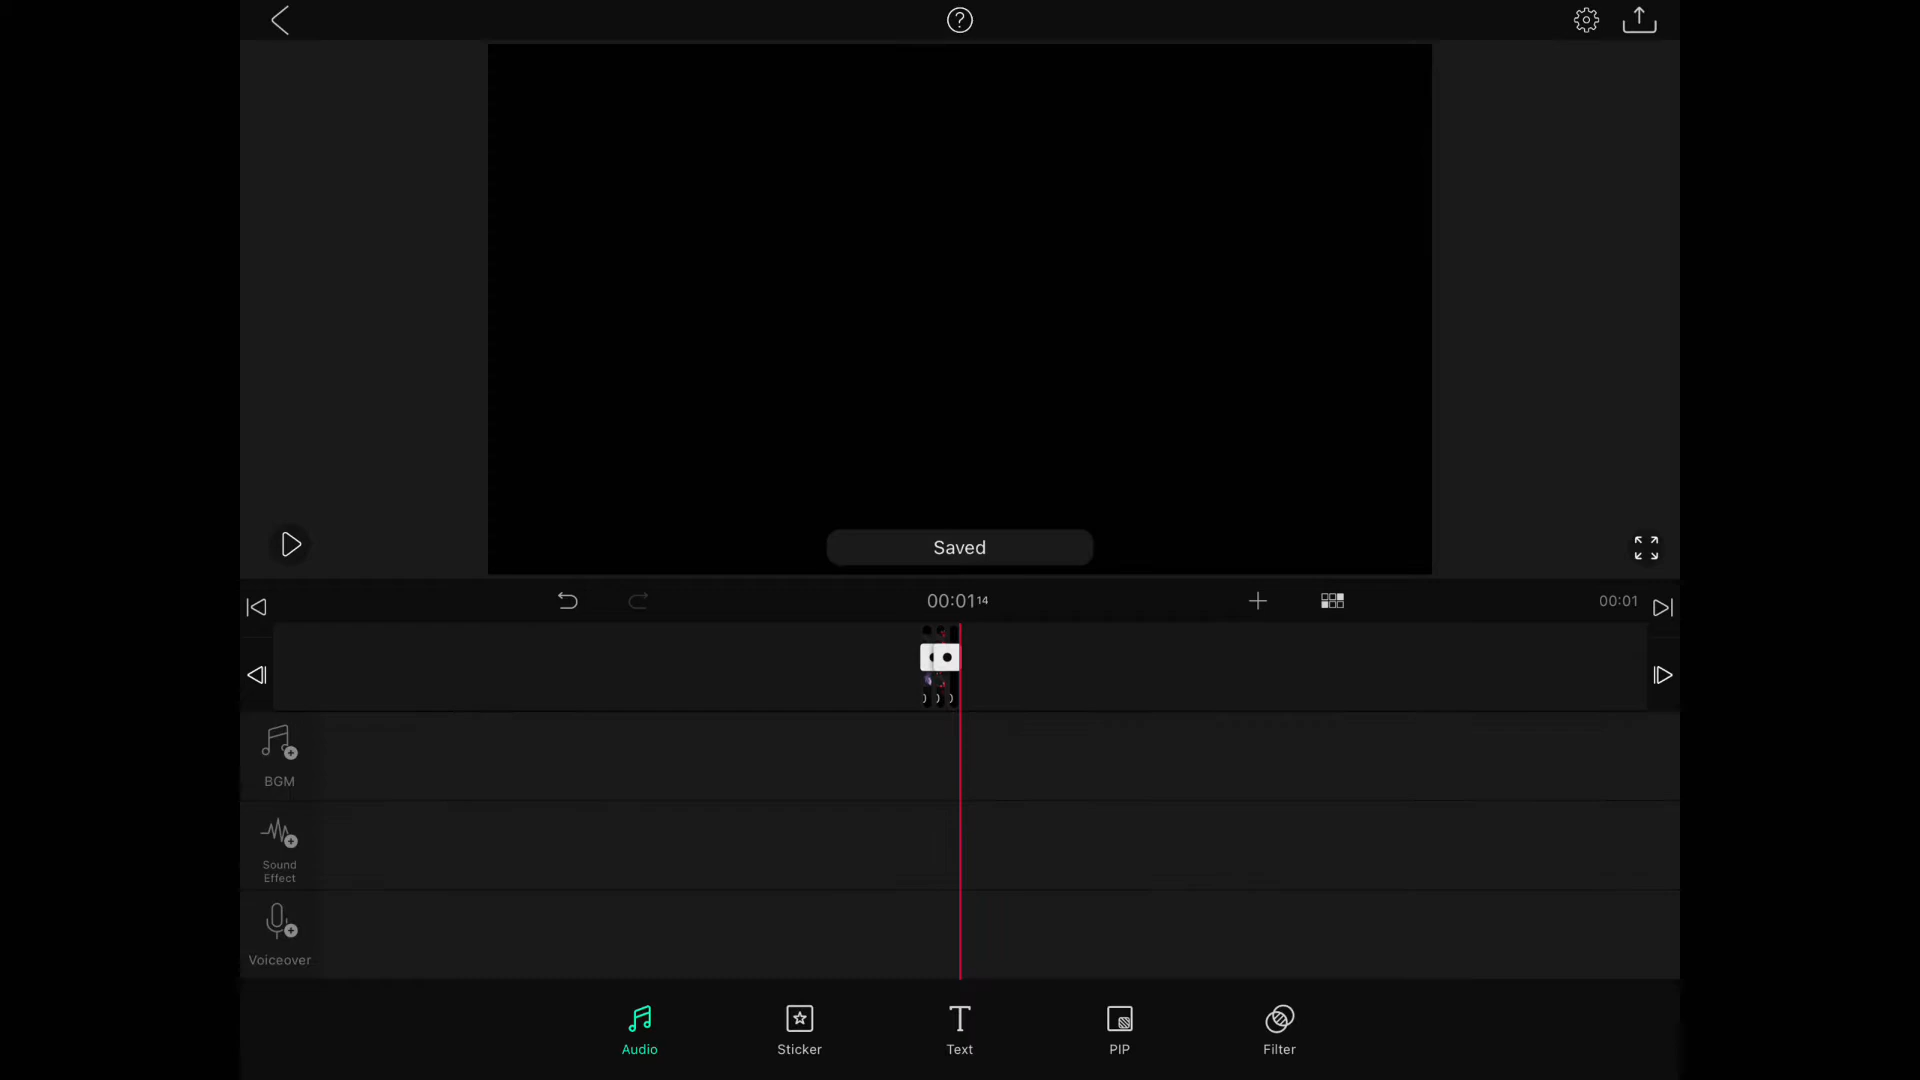 ?
Saved
00:01 14
00:01
BGM
Sound
Effect
Voiceover
Audio
Sticker
Text
PIP
Filter